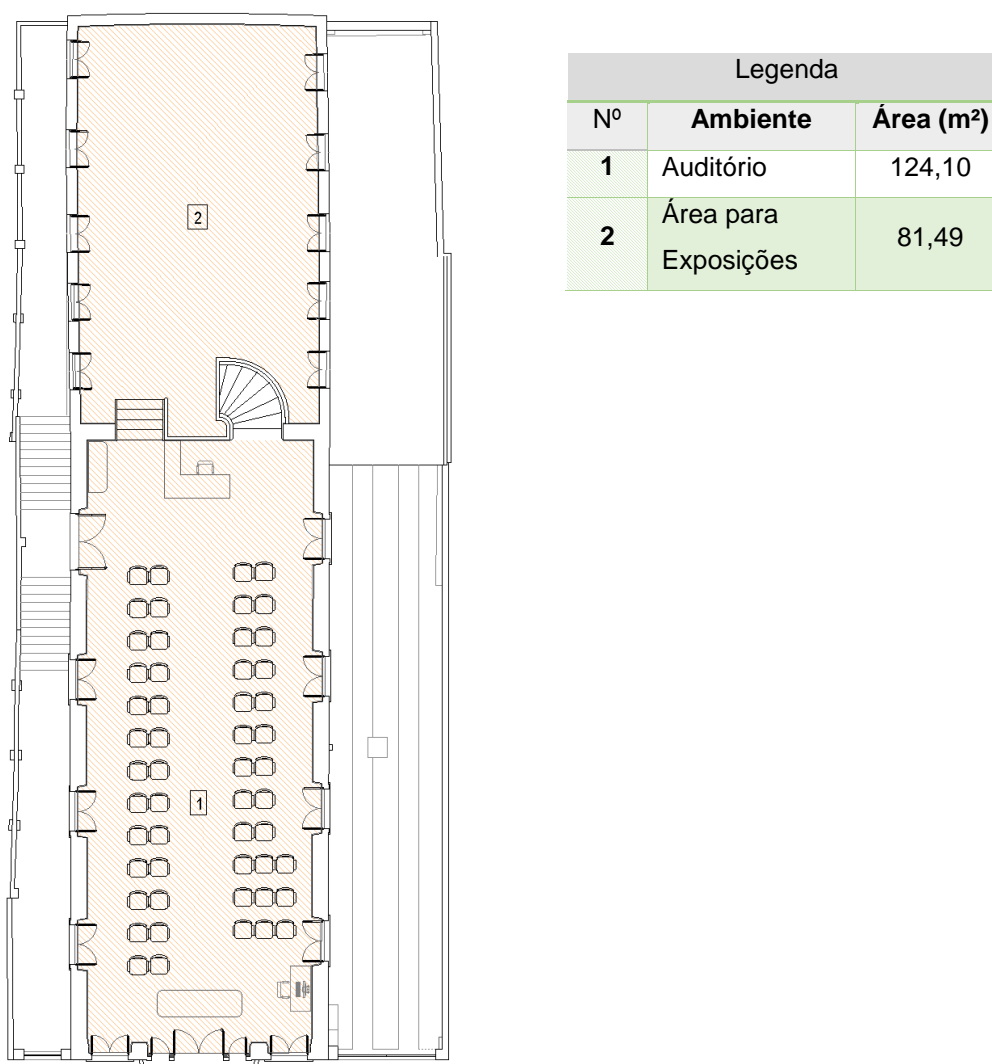 Legenda
Nº Ambiente Área (m²)
1 Auditório 124,10
2 Área para
Exposições 81,49
2
1